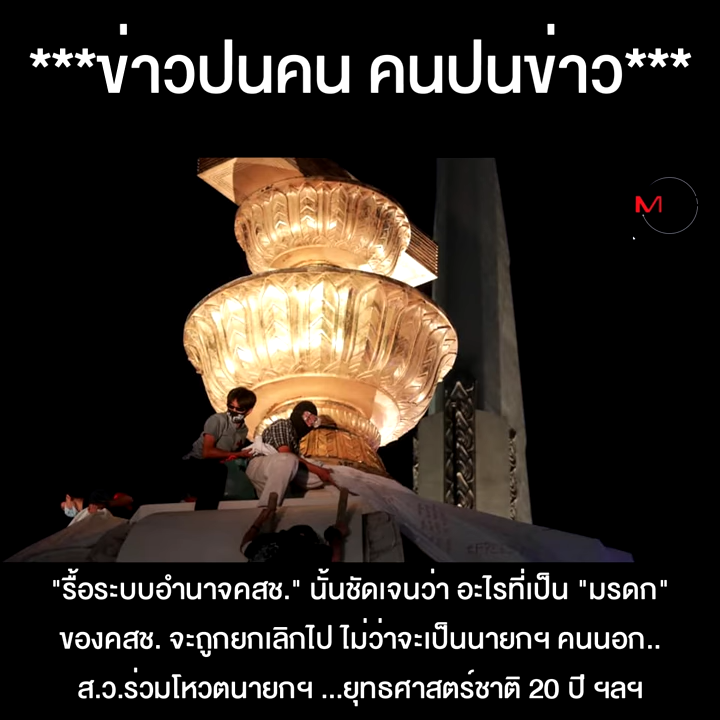 ***ข่าวปนคน คนปนข่าว***
M
"รื้อระบบอำนาจคสช." นั้นชัดเจนว่า อะไรที่เป็น "มรดก"
ของคสช. จะถูกยกเลิกไป ไม่ว่าจะเป็นนายกฯ คนนอก..
ส.ว.ร่วมโหวตนายกฯ ...ยุทธศาสตร์ชาติ 20 ปี ฯลฯ